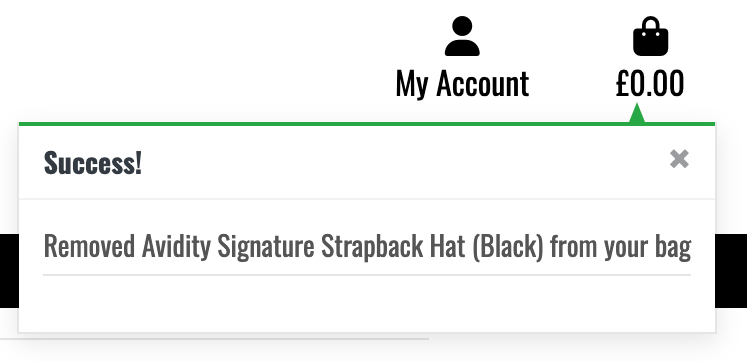 My Account
£0.00
Success!
Removed Avidity Signature Strapback Hat (Black) from your bag